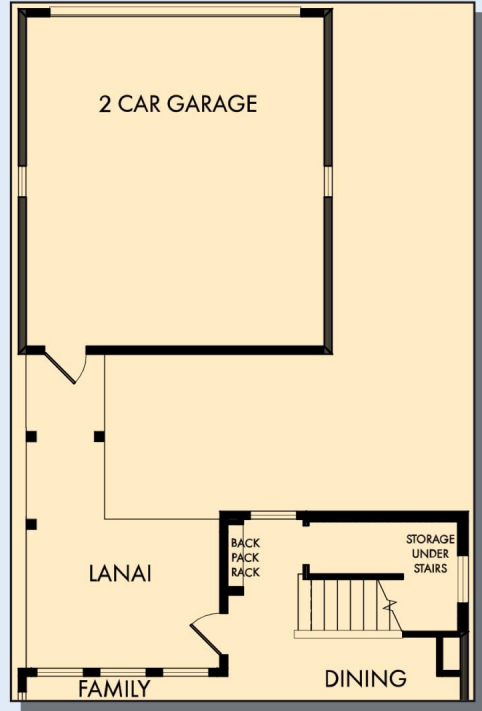 2 CAR GARAGE
BACK
PACK
RACK
STORAGE
UNDER
STAIRS
LANAI
FAMILY
DINING